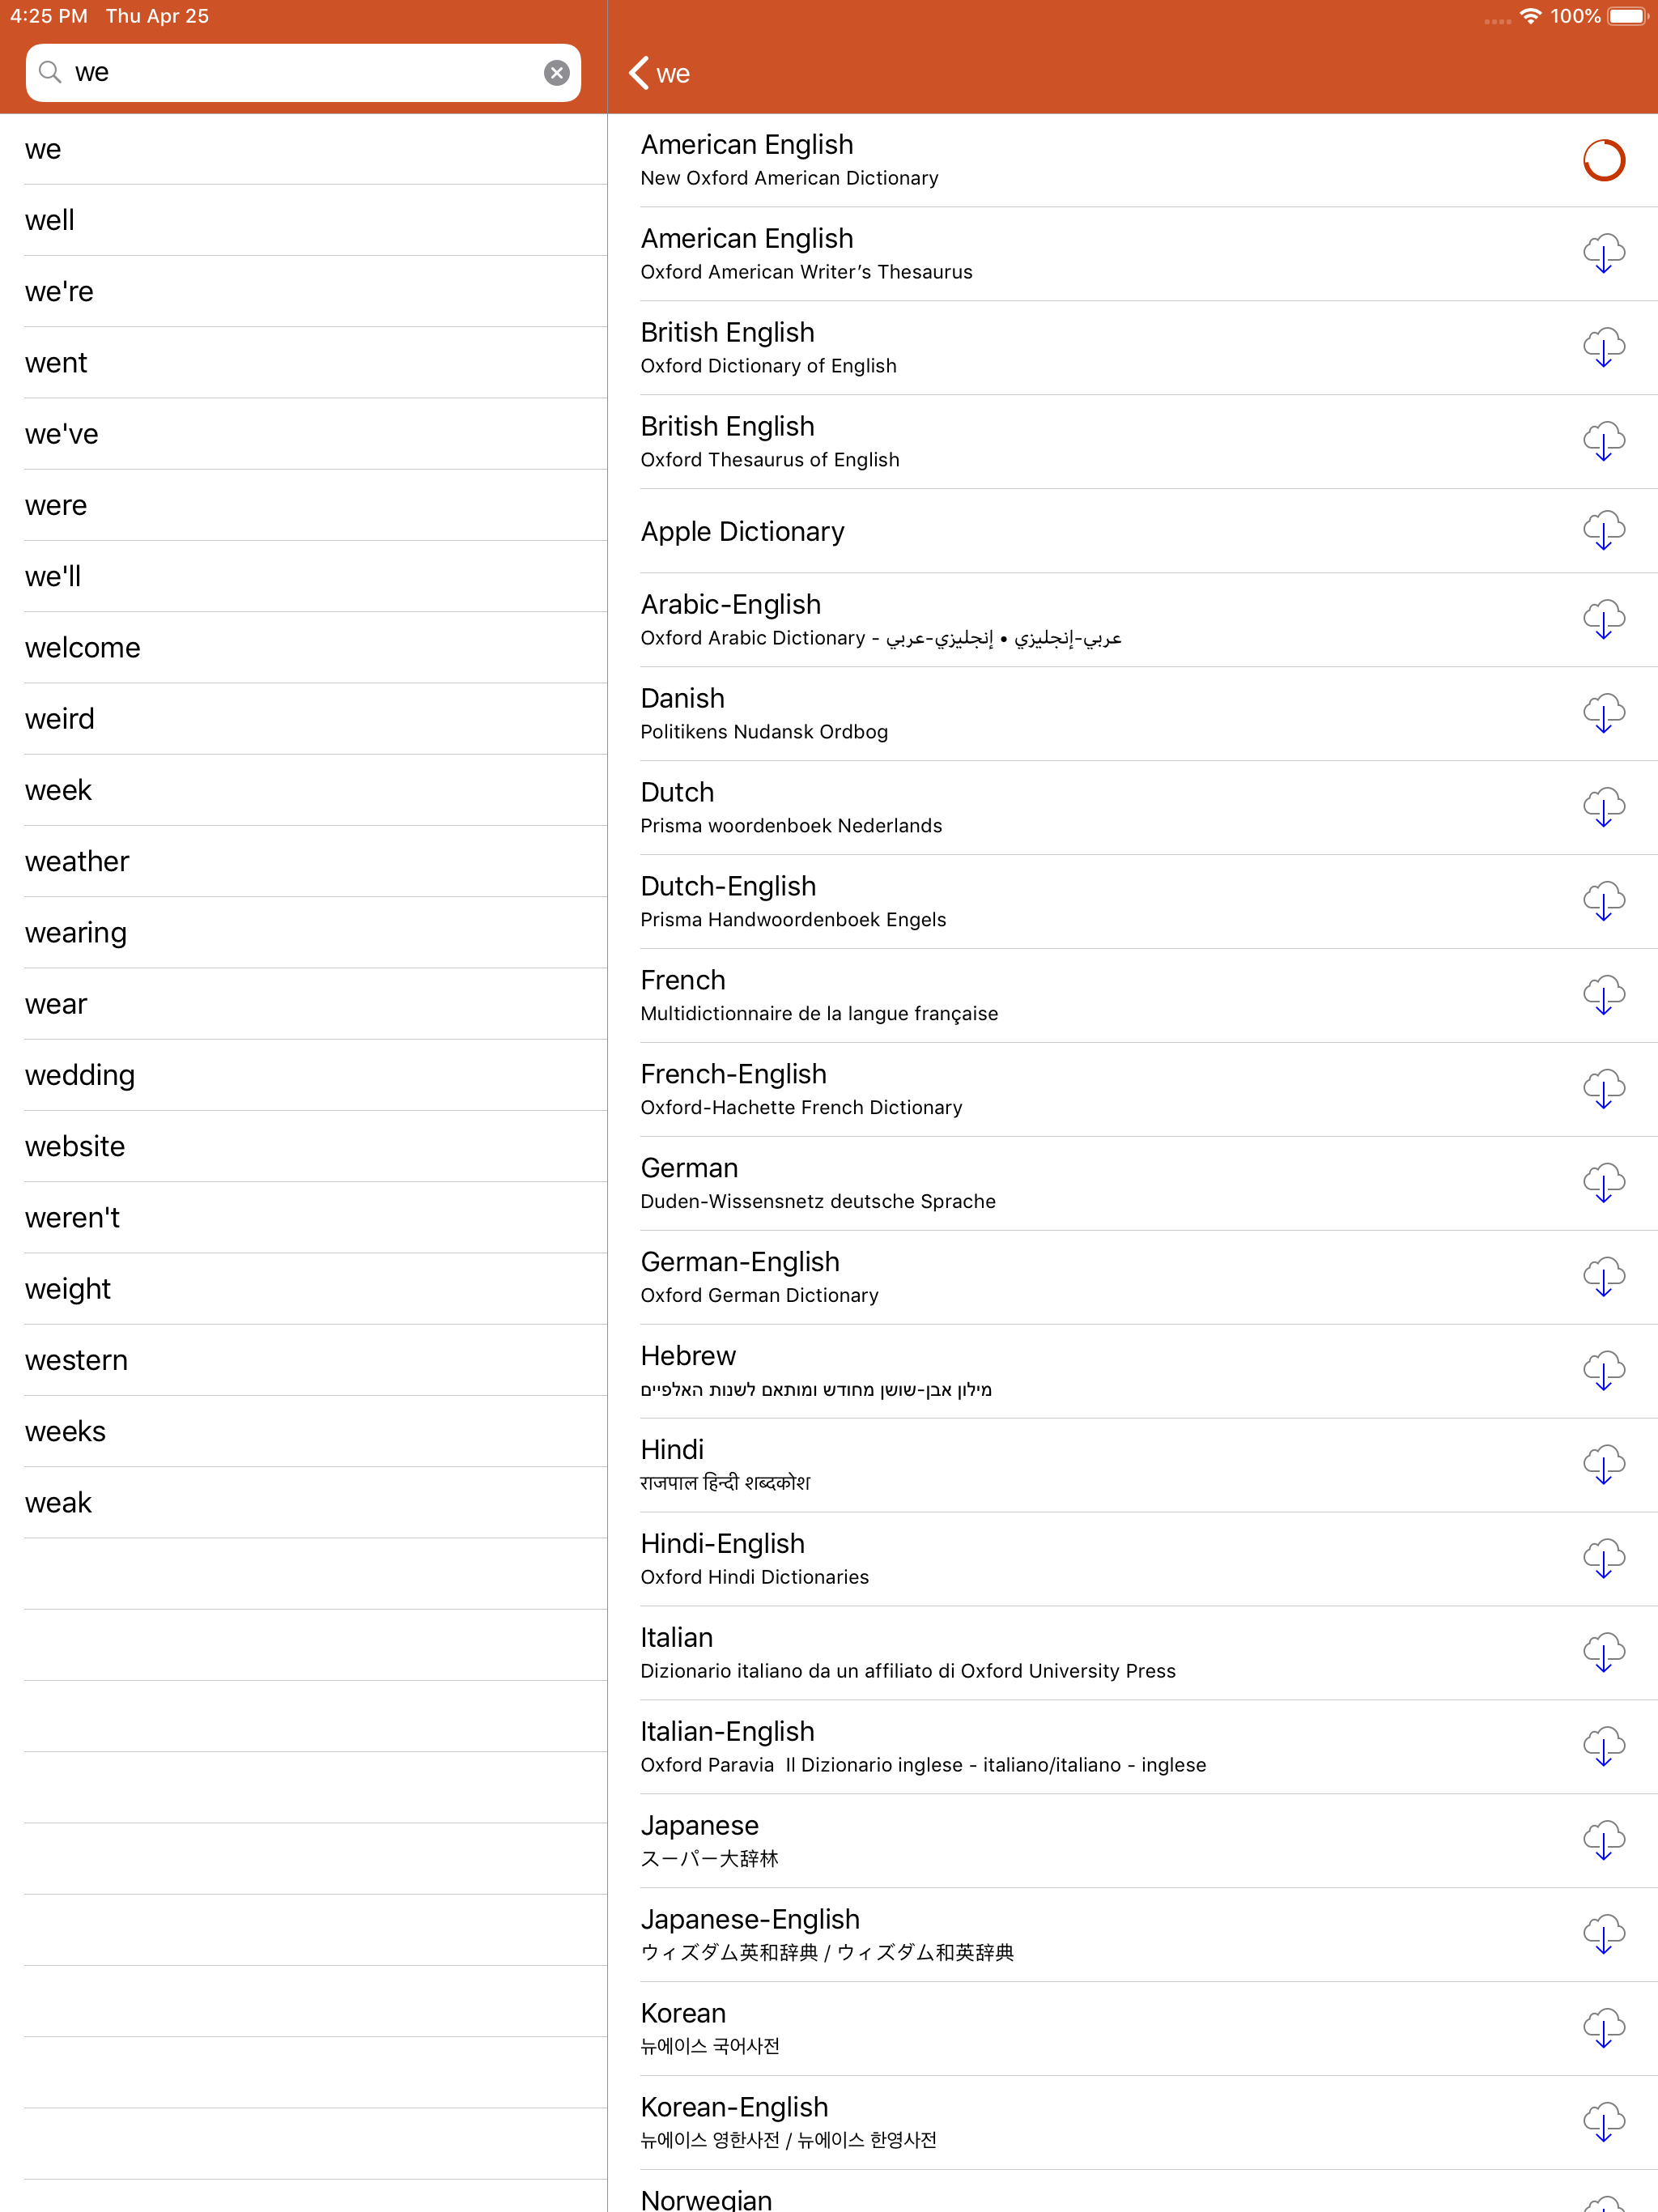 4:25 PM Thu Apr 25
100%
we
we
we
well
we're
went
we've
were
we'll
welcome
weird
week
weather
wearing
wear
wedding
website
weren't
weight
western
weeks
weak
American English
New Oxford American Dictionary
American English
Oxford American Writer’s Thesaurus
British English
Oxford Dictionary of English
British English
Oxford Thesaurus of English
Apple Dictionary
Arabic-English
Oxford Arabic Dictionary - عربي-إنجليزي • إنجليزي-عربي
Danish
Politikens Nudansk Ordbog
Dutch
Prisma woordenboek Nederlands
Dutch-English
Prisma Handwoordenboek Engels
French
Multidictionnaire de la langue française
French-English
Oxford-Hachette French Dictionary
German
Duden-Wissensnetz deutsche Sprache
German-English
Oxford German Dictionary
Hebrew
מילון אבן-שושן מחודש ומותאם לשנות האלפיים
Hindi
राजपाल हिन्दी शब्दकोश
Hindi-English
Oxford Hindi Dictionaries
Italian
Dizionario italiano da un affiliato di Oxford University Press
Italian-English
Oxford Paravia Il Dizionario inglese - italiano/italiano - inglese
Japanese
スーパー大辞林
Japanese-English
ウィズダム英和辞典 / ウィズダム和英辞典
Korean
뉴에이스 국어사전
Korean-English
뉴에이스 영한사전 / 뉴에이스 한영사전
Norwegian